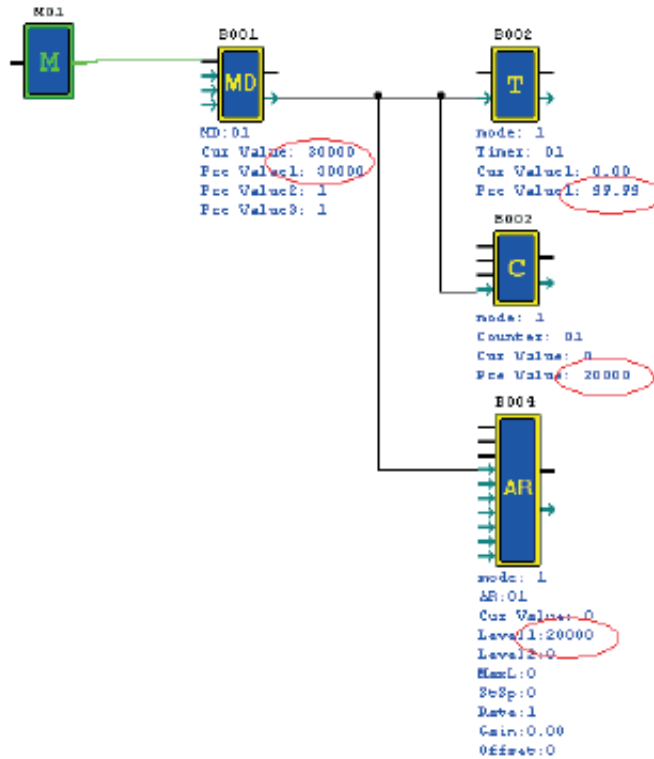 M01
M
B001
MD
MD:01
Cur Value: 30000
Pre Value1: 30000
Pre Value2: 1
Pre Value3: 1
B002
T
mode: 1
Timer: 01
Cur Value1: 0.00
Pre Value1: 99.99
B003
C
mode: 1
Counter: 01
Cur Value: 0
Pre Value: 20000
B004
AR
mode: 1
AR:01
Cur Value: 0
Level1:20000
Level2:0
MaxL:0
StSp:0
Rate:1
Gain:0.00
Offset:0